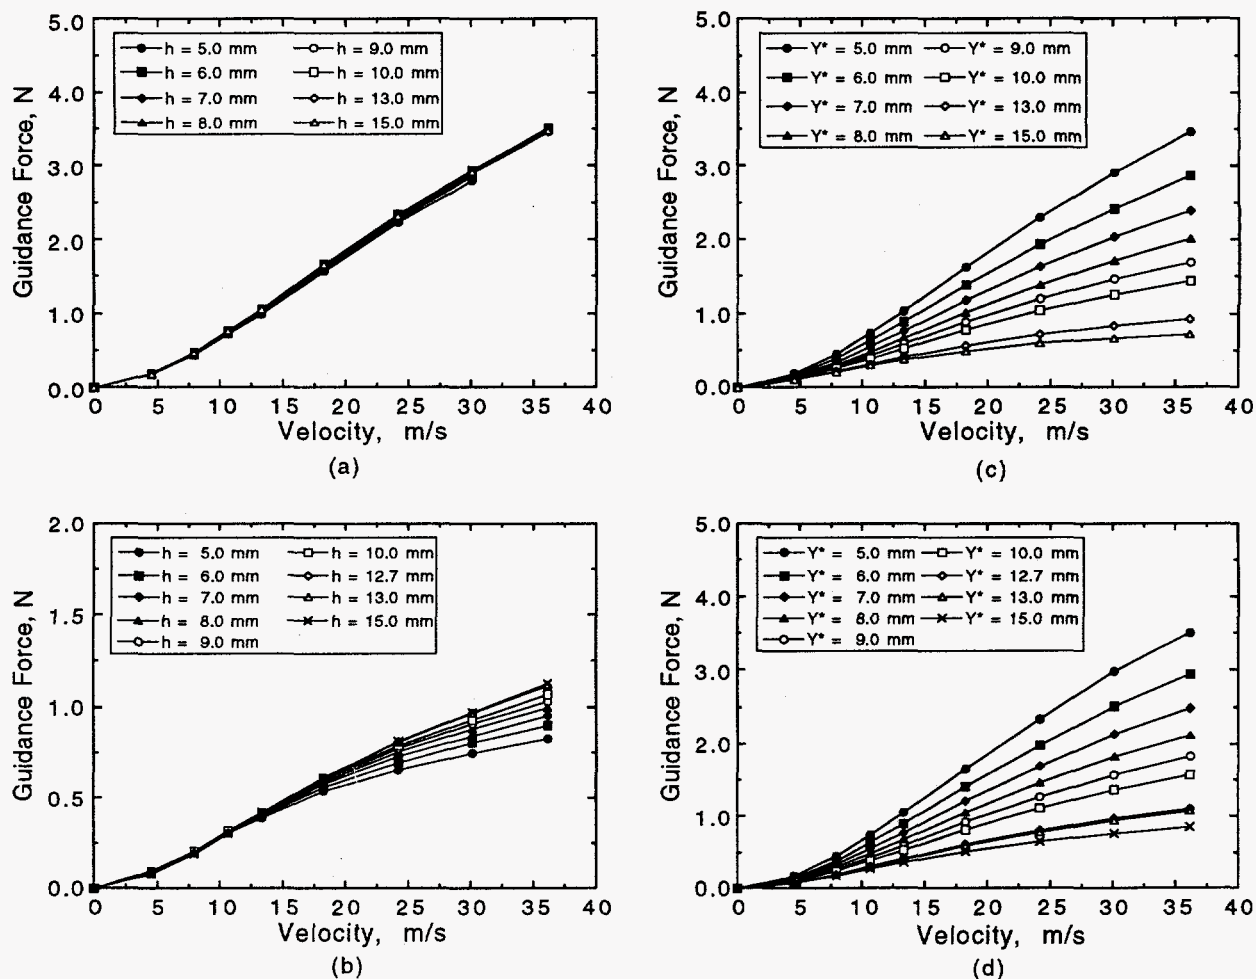 5.0
4.0
3.0
2.0
1.0
0.0
Guidance Force, N
h = 5.0 mm h = 9.0 mm
h = 6.0 mm h = 10.0 mm
h = 7.0 mm h = 13.0 mm
h = 8.0 mm h = 15.0 mm
0 5 10 15 20 25 30 35 40
Velocity, m/s
(a)
5.0
4.0
3.0
2.0
1.0
0.0
Guidance Force, N
Y* = 5.0 mm Y* = 9.0 mm
Y* = 6.0 mm Y* = 10.0 mm
Y* = 7.0 mm Y* = 13.0 mm
Y* = 8.0 mm Y* = 15.0 mm
0 5 10 15 20 25 30 35 40
Velocity, m/s
(c)
2.0
1.5
1.0
0.5
0.0
Guidance Force, N
h = 5.0 mm h = 10.0 mm
h = 6.0 mm h = 12.7 mm
h = 7.0 mm h = 13.0 mm
h = 8.0 mm h = 15.0 mm
h = 9.0 mm
0 5 10 15 20 25 30 35 40
Velocity, m/s
(b)
5.0
4.0
3.0
2.0
1.0
0.0
Guidance Force, N
Y* = 5.0 mm Y* = 10.0 mm
Y* = 6.0 mm Y* = 12.7 mm
Y* = 7.0 mm Y* = 13.0 mm
Y* = 8.0 mm Y* = 15.0 mm
Y* = 9.0 mm
0 5 10 15 20 25 30 35 40
Velocity, m/s
(d)